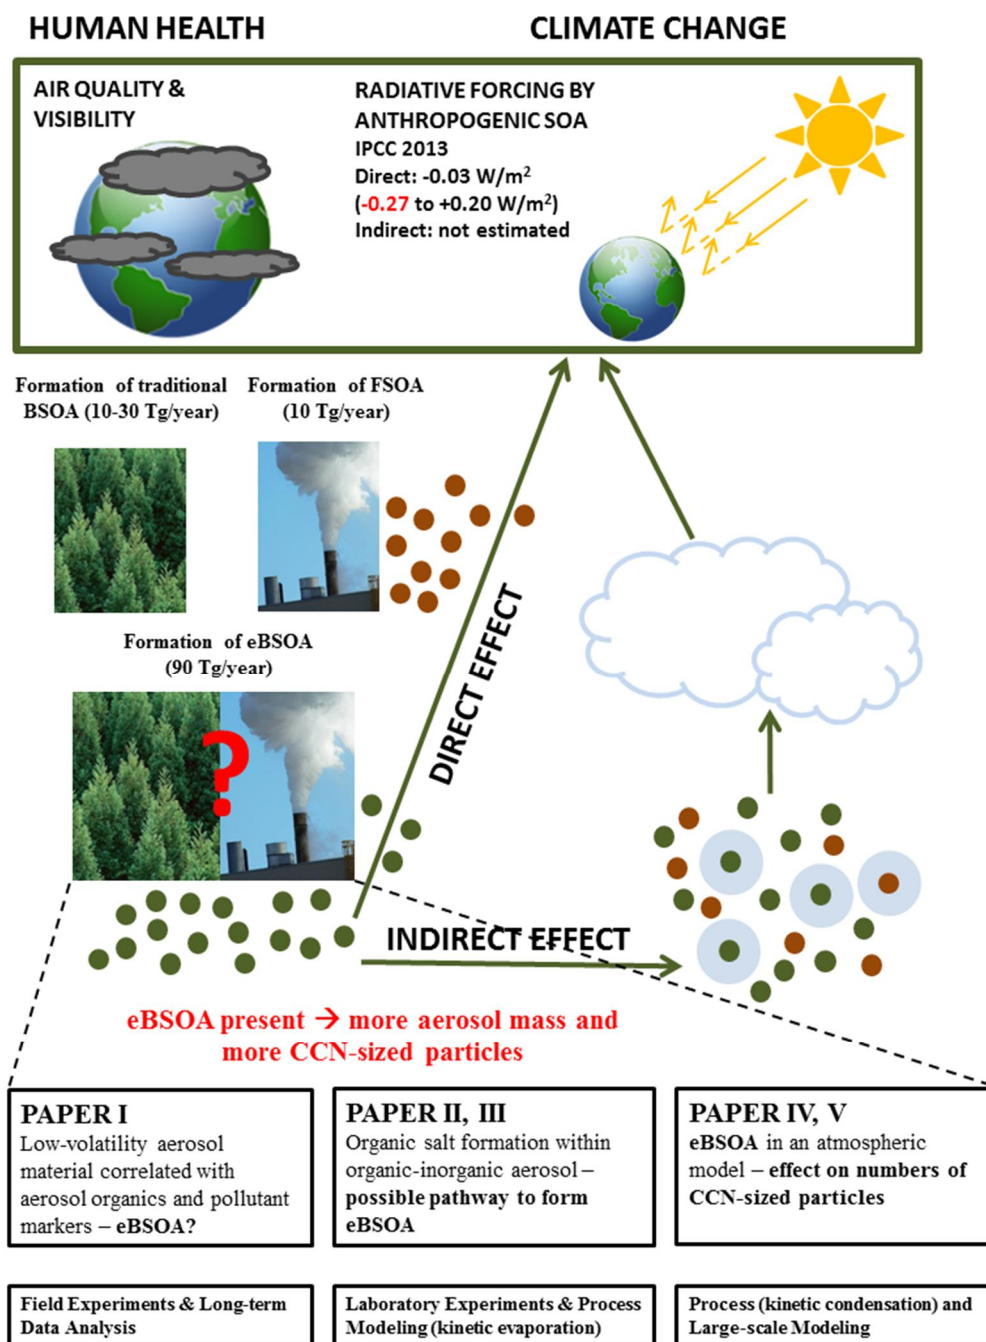 HUMAN HEALTH
CLIMATE CHANGE
AIR QUALITY &
VISIBILITY
RADIATIVE FORCING BY
ANTHROPOGENIC SOA
IPCC 2013
Direct: -0.03 W/m²
(-0.27 to +0.20 W/m²)
Indirect: not estimated
Formation of traditional
BSOA (10-30 Tg/year)
Formation of FSOA
(10 Tg/year)
Formation of eBSOA
(90 Tg/year)
?
DIRECT EFFECT
INDIRECT EFFECT
eBSOA present → more aerosol mass and
more CCN-sized particles
PAPER I
Low-volatility aerosol
material correlated with
aerosol organics and pollutant
markers – eBSOA?
PAPER II, III
Organic salt formation within
organic-inorganic aerosol –
possible pathway to form
eBSOA
PAPER IV, V
eBSOA in an atmospheric
model – effect on numbers of
CCN-sized particles
Field Experiments & Long-term
Data Analysis
Laboratory Experiments & Process
Modeling (kinetic evaporation)
Process (kinetic condensation) and
Large-scale Modeling